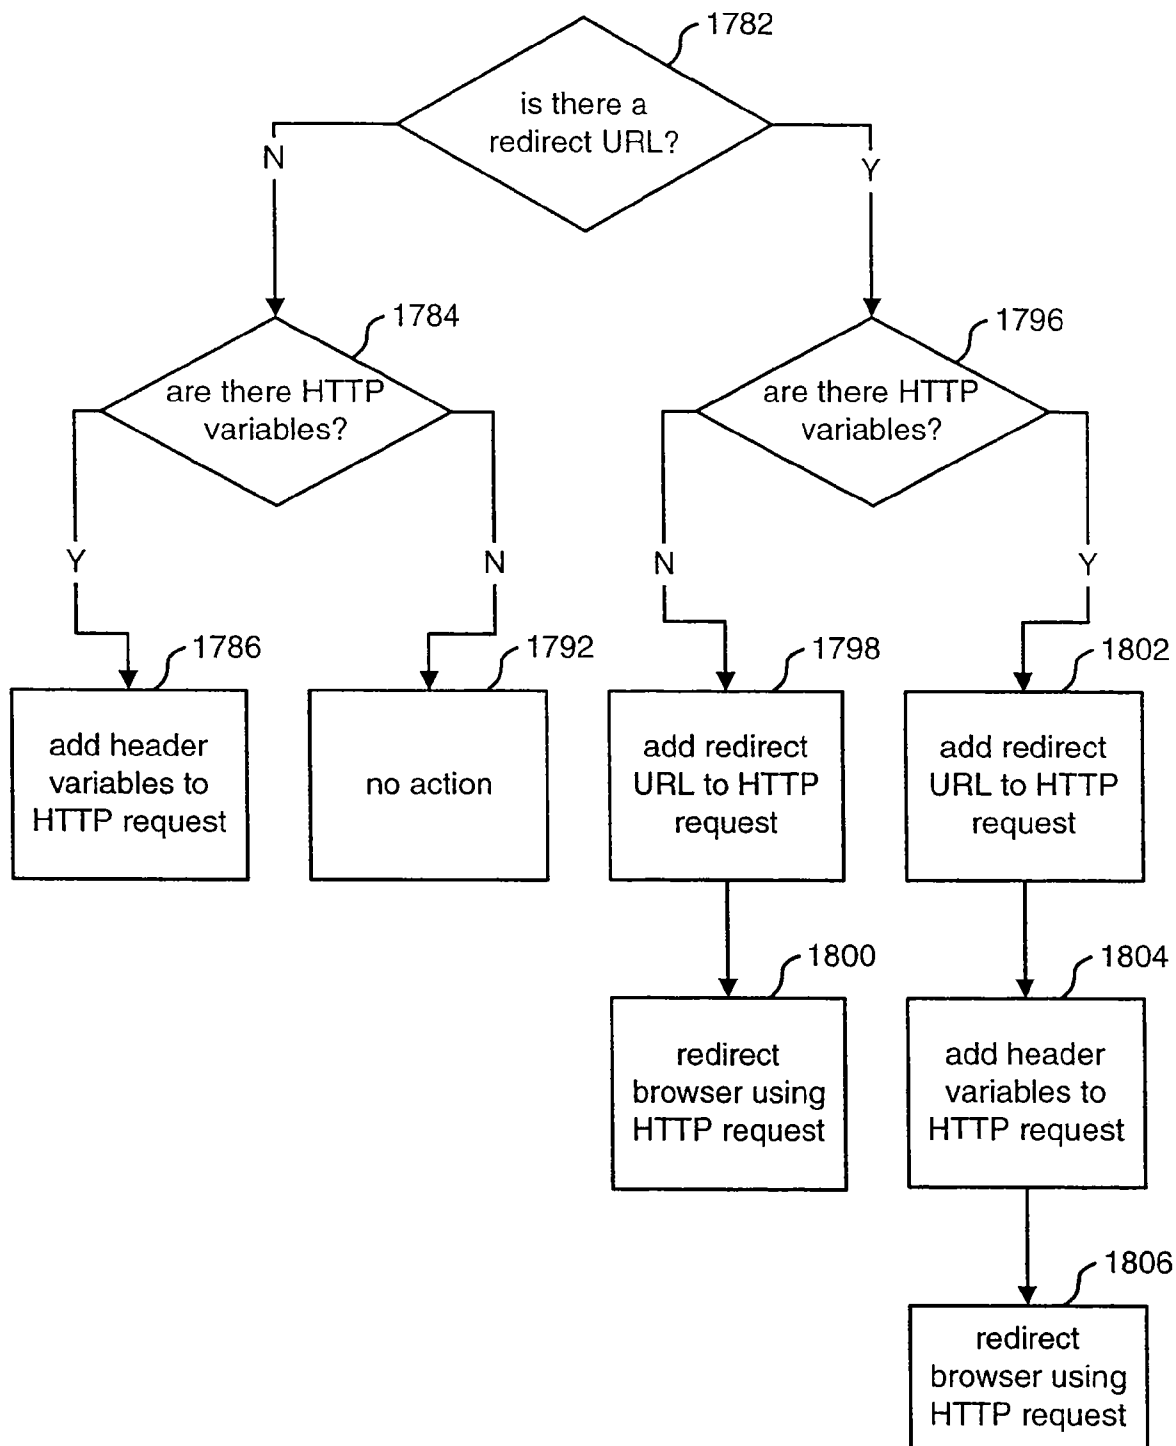 1782
is there a
redirect URL?
N
Y
1784
are there HTTP
variables?
1796
are there HTTP
variables?
Y
N
N
Y
1786
add header
variables to
HTTP request
1792
no action
1798
add redirect
URL to HTTP
request
1802
add redirect
URL to HTTP
request
1800
redirect
browser using
HTTP request
1804
add header
variables to
HTTP request
1806
redirect
browser using
HTTP request